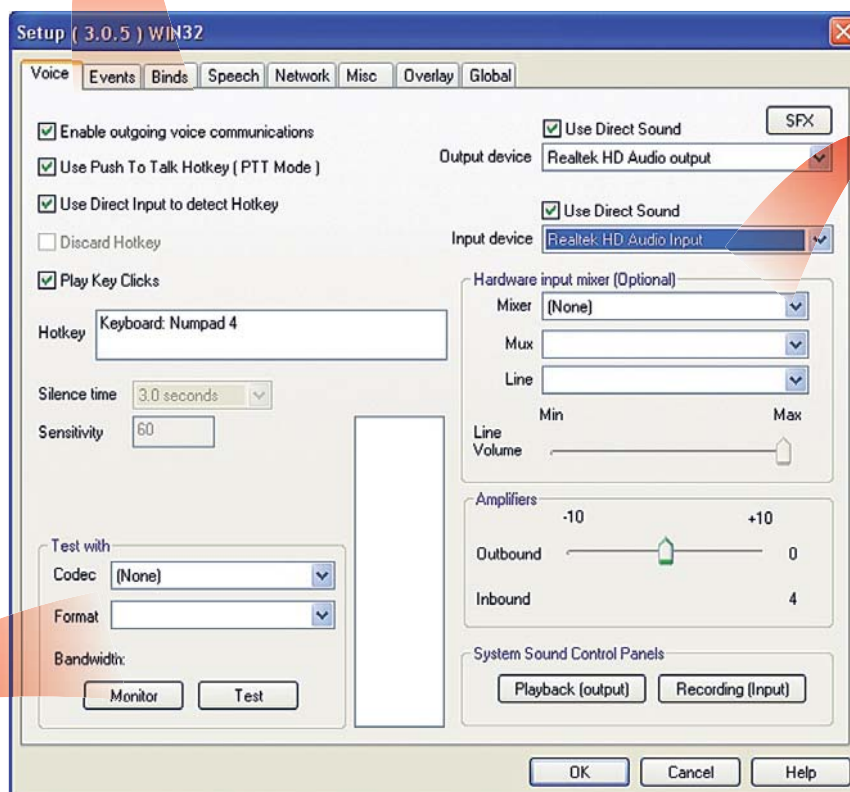 Setup ( 3.0.5 ) WIN32
Voice Events Binds Speech Network Misc Overlay Global
Enable outgoing voice communications
Use Push To Talk Hotkey ( PTT Mode )
Use Direct Input to detect Hotkey
Discard Hotkey
Play Key Clicks
Hotkey Keyboard: Numpad 4
Silence time 3.0 seconds
Sensitivity 60
Test with
Codec (None)
Format
Bandwidth:
Monitor Test
Use Direct Sound SFX
Output device Realtek HD Audio output
Use Direct Sound
Input device Realtek HD Audio Input
Hardware input mixer (Optional)
Mixer (None)
Mux
Line
Min Max
Line
Volume
Amplifiers
-10 +10
Outbound 0
Inbound 4
System Sound Control Panels
Playback (output) Recording (Input)
OK Cancel Help